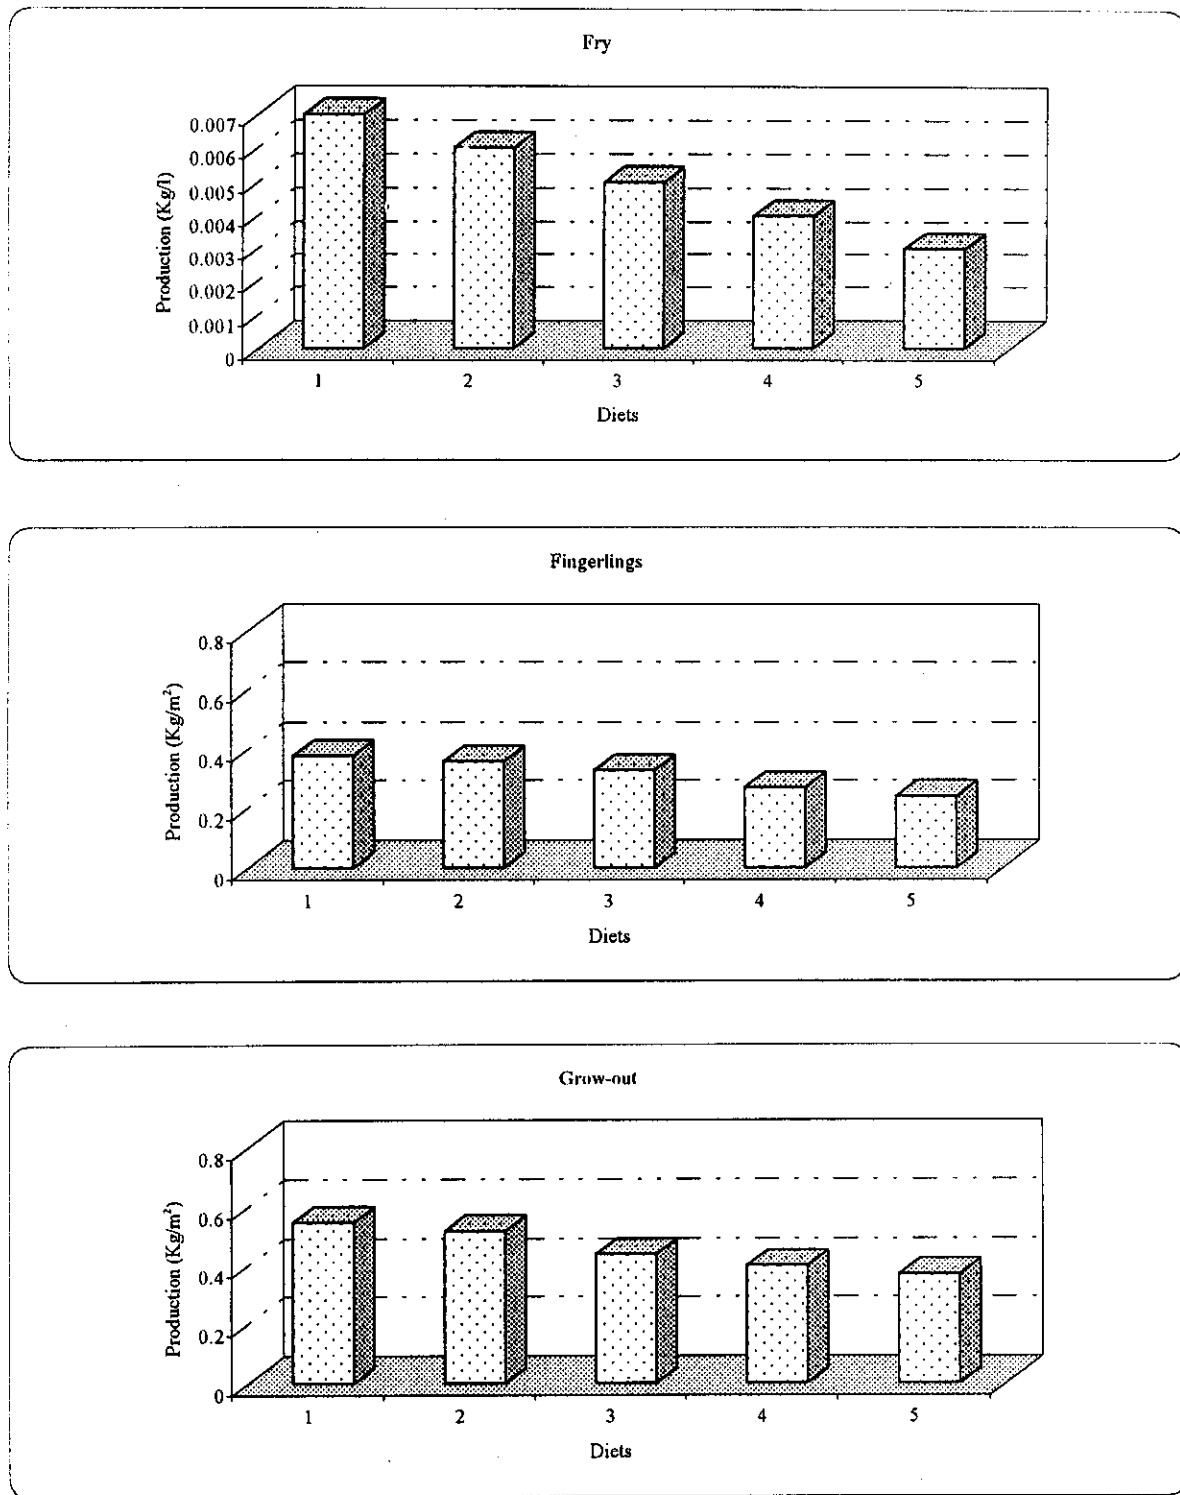 Fry
Production (Kg/l)
0.007
0.006
0.005
0.004
0.003
0.002
0.001
0
1 2 3 4 5
Diets
Fingerlings
Production (Kg/m²)
0.8
0.6
0.4
0.2
0
1 2 3 4 5
Diets
Grow-out
Production (Kg/m²)
0.8
0.6
0.4
0.2
0
1 2 3 4 5
Diets